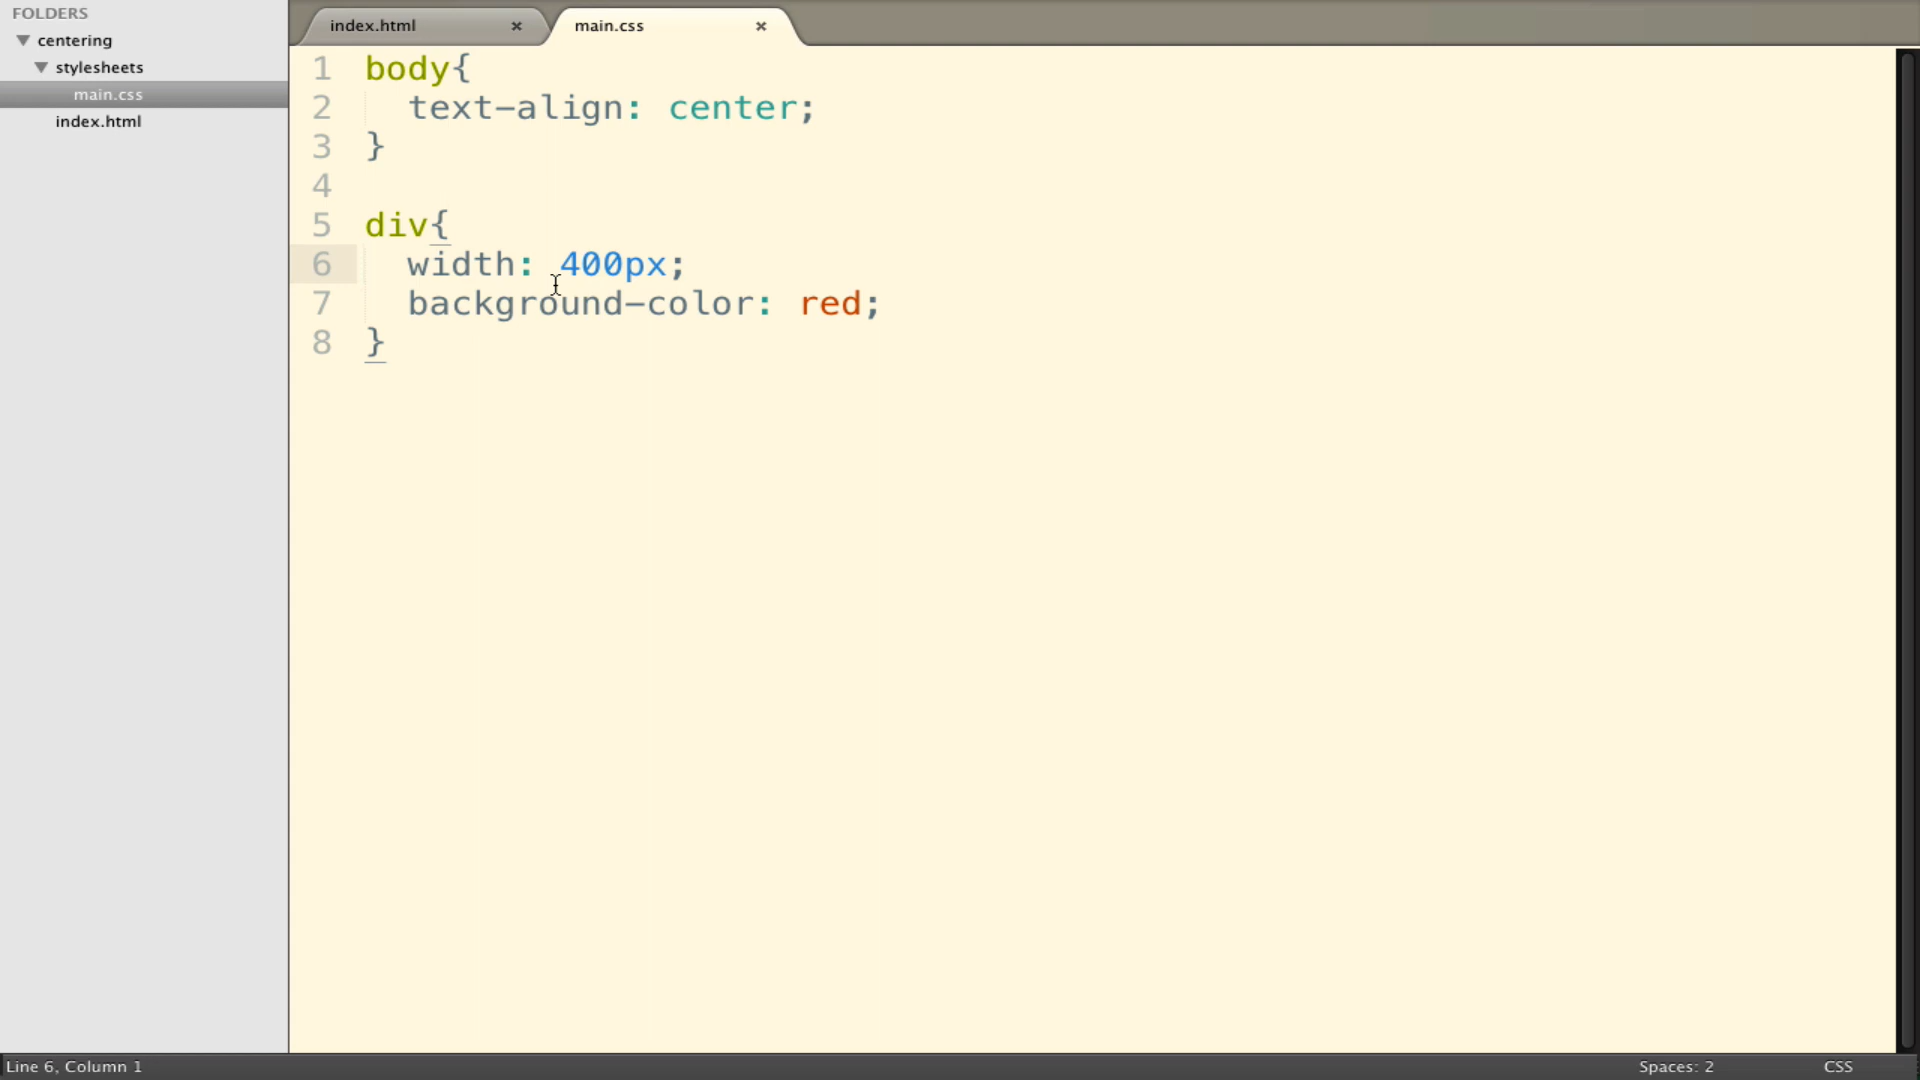 FOLDERS
centering
stylesheets
main.css
index.html
index.html × main.css ×
1 body{
2 text-align: center;
3 }
4
5 div{
6 width: 400px;
7 background-color: red;
8 }
Line 6, Column 1 Spaces: 2 CSS